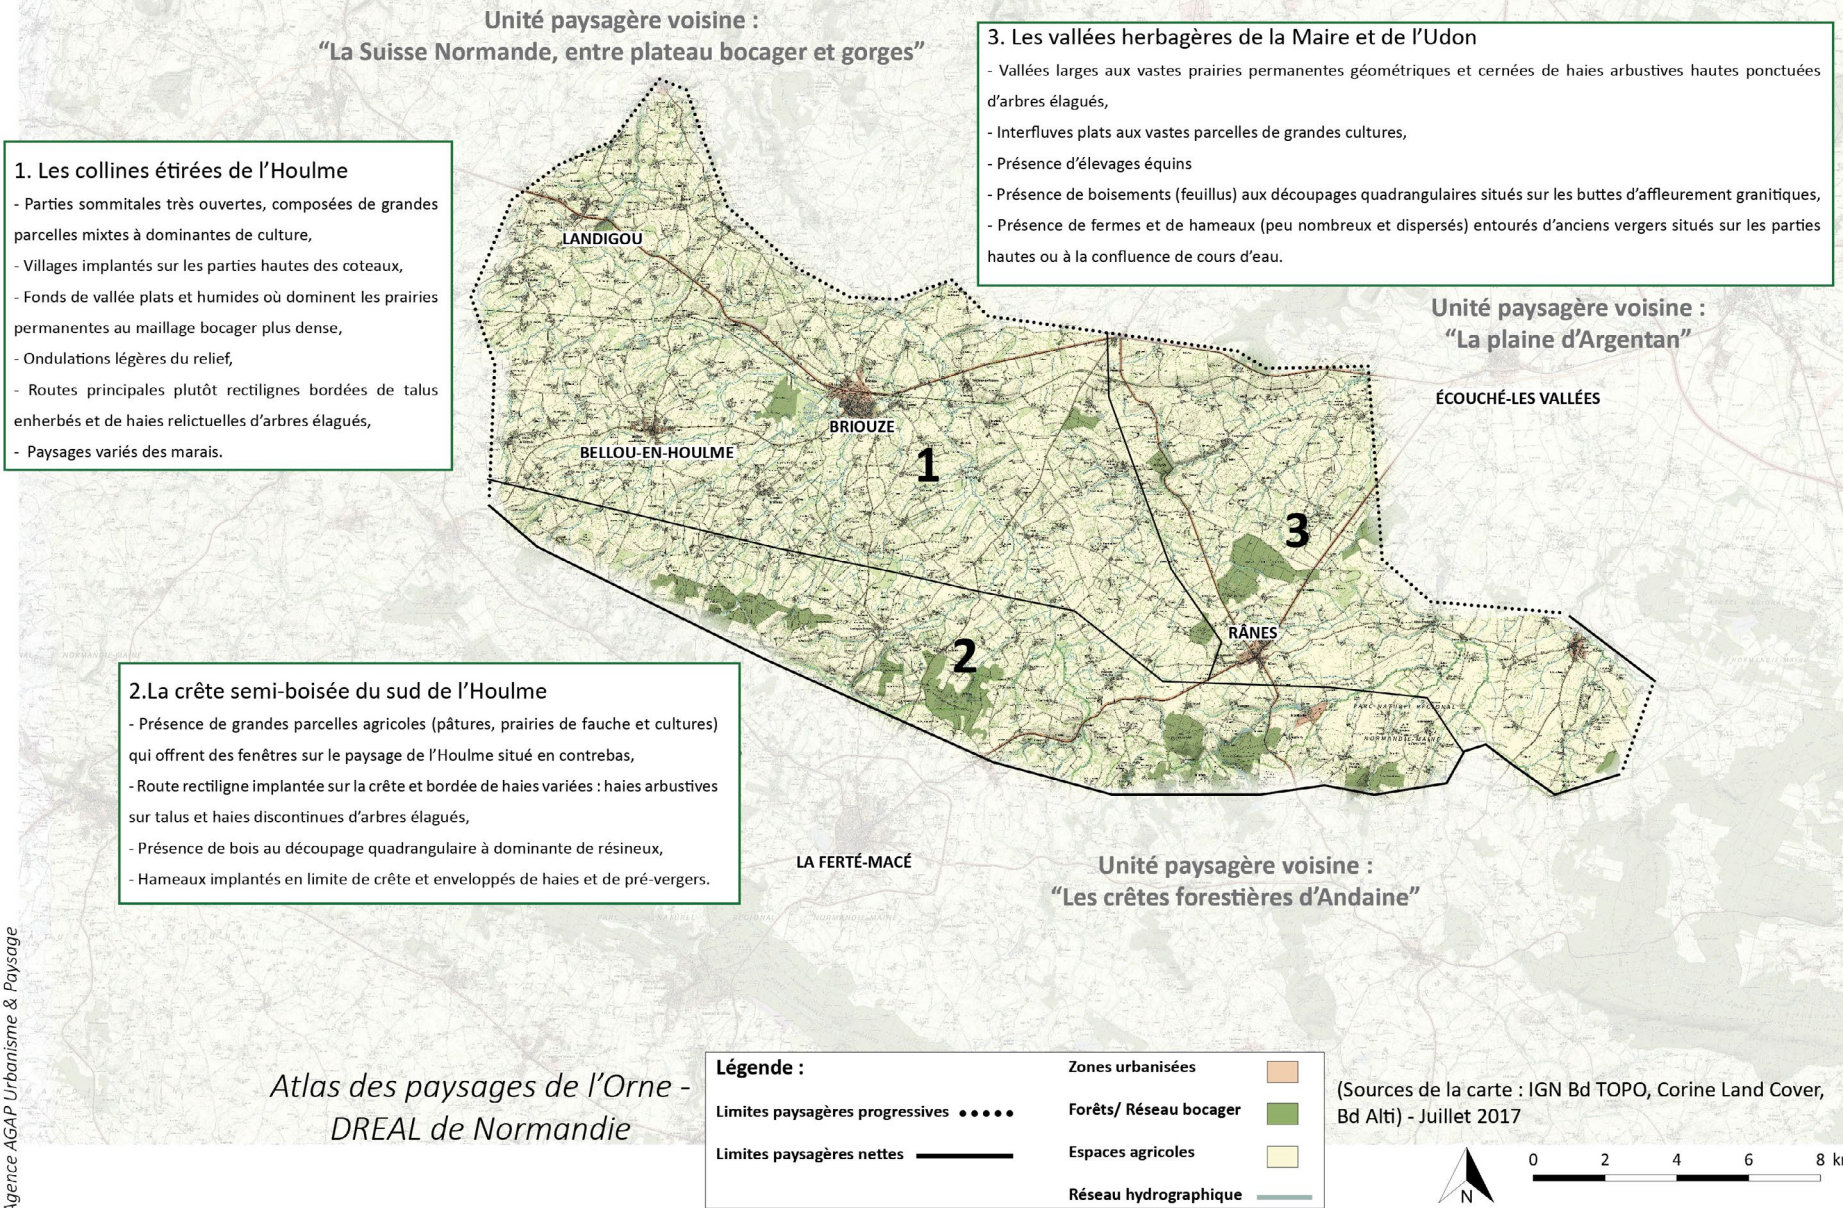 Unité paysagère voisine :
“La Suisse Normande, entre plateau bocager et gorges”
3. Les vallées herbagères de la Maire et de l’Udon
- Vallées larges aux vastes prairies permanentes géométriques et cernées de haies arbustives hautes ponctuées
d’arbres élagués,
- Interfluves plats aux vastes parcelles de grandes cultures,
- Présence d’élevages équins
- Présence de boisements (feuillus) aux découpages quadrangulaires situés sur les buttes d’affleurement granitiques,
- Présence de fermes et de hameaux (peu nombreux et dispersés) entourés d’anciens vergers situés sur les parties
hautes ou à la confluence de cours d’eau.
1. Les collines étirées de l’Houlme
- Parties sommitales très ouvertes, composées de grandes
parcelles mixtes à dominantes de culture,
- Villages implantés sur les parties hautes des coteaux,
- Fonds de vallée plats et humides où dominent les prairies
permanentes au maillage bocager plus dense,
- Ondulations légères du relief,
- Routes principales plutôt rectilignes bordées de talus
enherbés et de haies relictuelles d’arbres élagués,
- Paysages variés des marais.
Unité paysagère voisine :
“La plaine d’Argentan”
ÉCOUCHÉ-LES VALLÉES
LANDIGOU
BRIOUZE
BELLOU-EN-HOULME
1
3
2
RÂNES
PARC NATUREL REGIONAL
NORMANDIE-MAINE
2.La crête semi-boisée du sud de l’Houlme
- Présence de grandes parcelles agricoles (pâtures, prairies de fauche et cultures)
qui offrent des fenêtres sur le paysage de l’Houlme situé en contrebas,
- Route rectiligne implantée sur la crête et bordée de haies variées : haies arbustives
sur talus et haies discontinues d’arbres élagués,
- Présence de bois au découpage quadrangulaire à dominante de résineux,
- Hameaux implantés en limite de crête et enveloppés de haies et de pré-vergers.
LA FERTÉ-MACÉ
Unité paysagère voisine :
“Les crêtes forestières d’Andaine”
PARC NATUREL REGIONAL NORMANDIE-MAINE
Agence AGAP Urbanisme & Paysage
Atlas des paysages de l’Orne -
DREAL de Normandie
Légende :
Limites paysagères progressives
Limites paysagères nettes
Zones urbanisées
Forêts/ Réseau bocager
Espaces agricoles
Réseau hydrographique
(Sources de la carte : IGN Bd TOPO, Corine Land Cover,
Bd Alti) - Juillet 2017
N
0 2 4 6 8 k